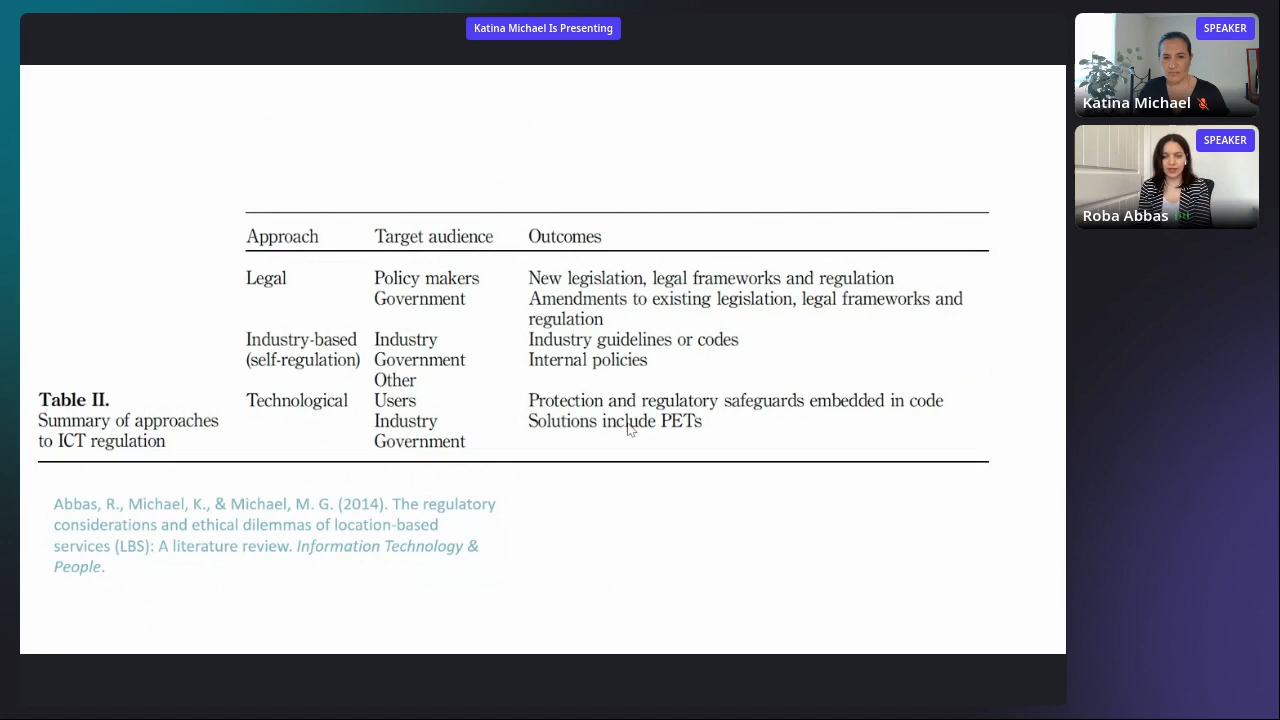 Katina Michael Is Presenting
SPEAKER
Katina Michael
SPEAKER
Roba Abbas
Approach Target audience Outcomes
Legal Policy makers New legislation, legal frameworks and regulation
Government Amendments to existing legislation, legal frameworks and
regulation
Industry-based Industry Industry guidelines or codes
(self-regulation) Government Internal policies
Other
Technological Users Protection and regulatory safeguards embedded in code
Industry Solutions include PETs
Government
Table II.
Summary of approaches
to ICT regulation
Abbas, R., Michael, K., & Michael, M. G. (2014). The regulatory
considerations and ethical dilemmas of location-based
services (LBS): A literature review. Information Technology &
People.